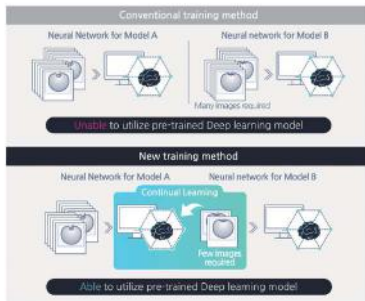 Conventional training method
Neural Network for Model A
Neural network for Model B
Many images required
Unable to utilize pre-trained Deep learning model
New training method
Neural Network for Model A
Neural network for Model B
Continual Learning
Few images
required
Able to utilize pre-trained Deep learning model